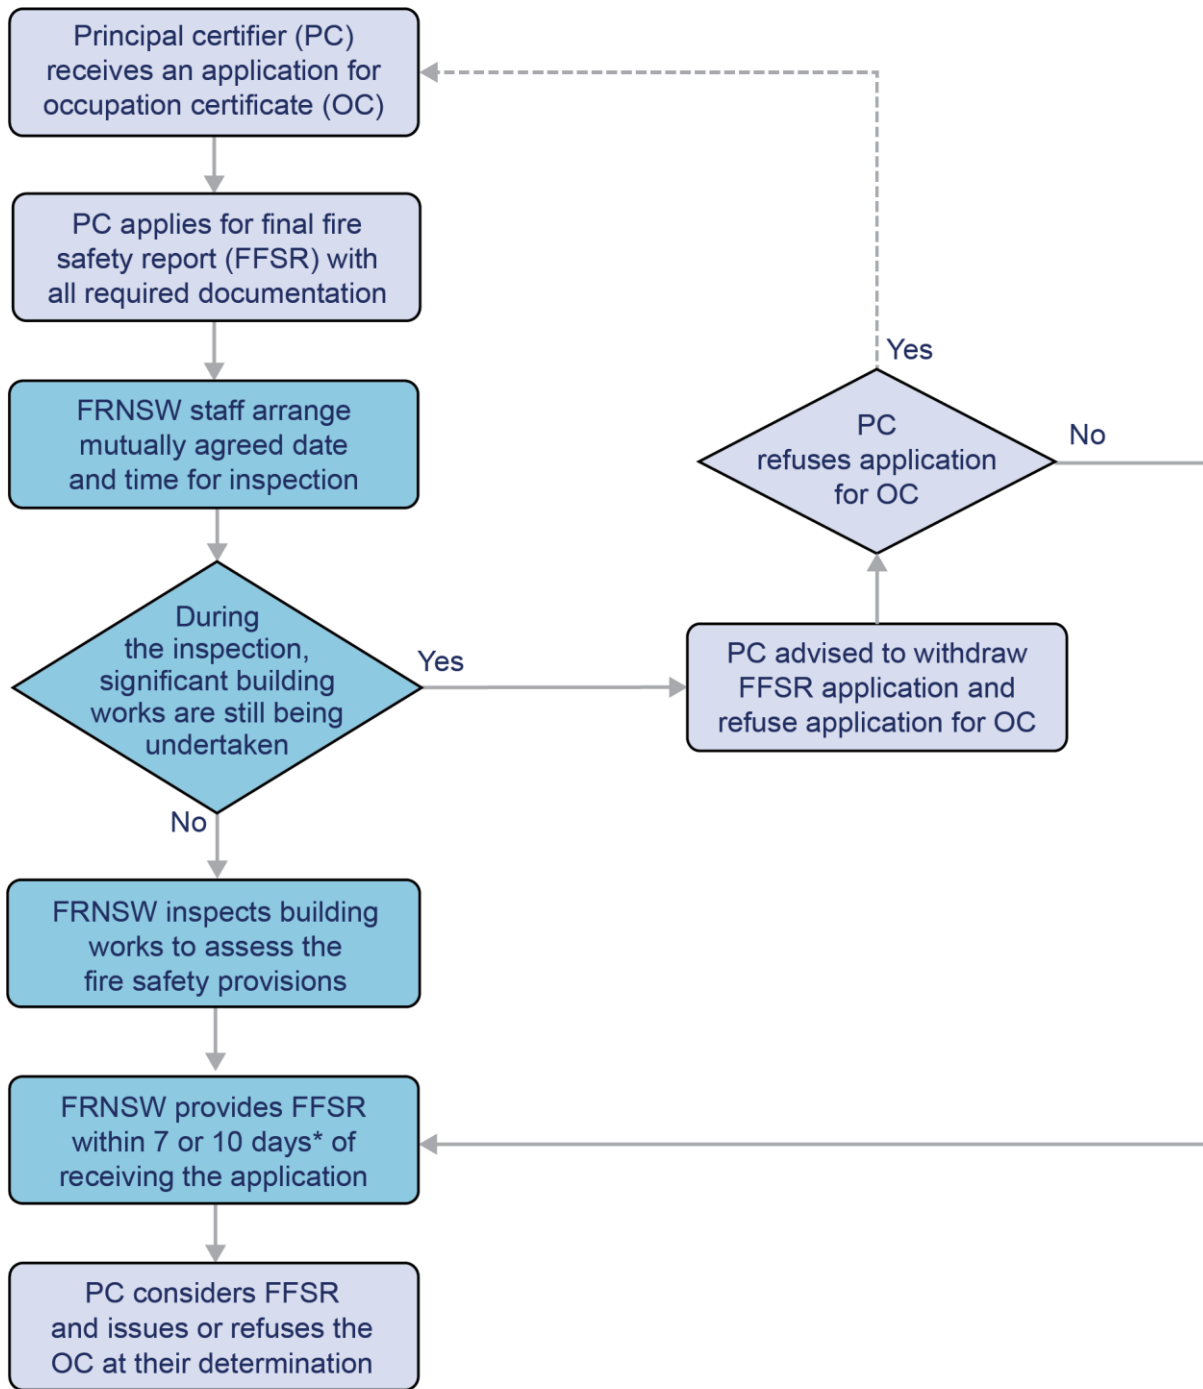 Principal certifier (PC)
receives an application for
occupation certificate (OC)
PC applies for final fire
safety report (FFSR) with
all required documentation
FRNSW staff arrange
mutually agreed date
and time for inspection
During
the inspection,
significant building
works are still being
undertaken
Yes
No
PC advised to withdraw
FFSR application and
refuse application for OC
PC
refuses application
for OC
Yes
No
FRNSW inspects building
works to assess the
fire safety provisions
FRNSW provides FFSR
within 7 or 10 days* of
receiving the application
PC considers FFSR
and issues or refuses the
OC at their determination